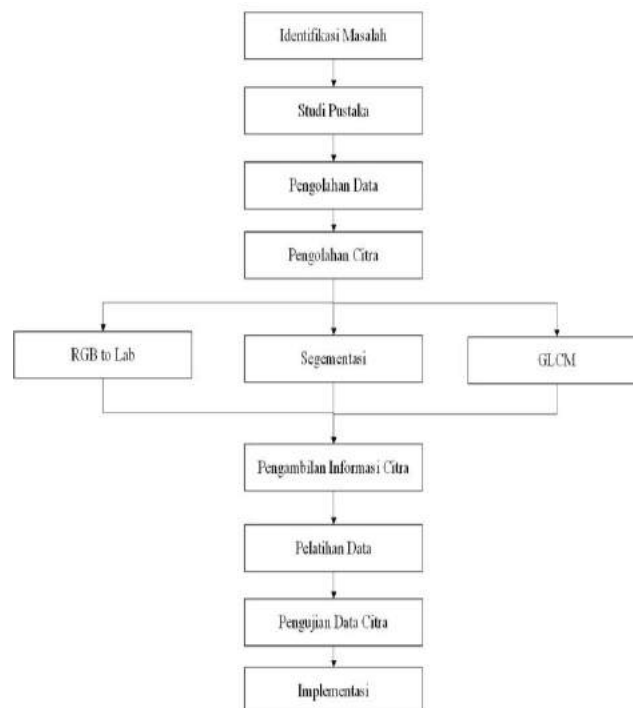 Identifikasi Masalah
Studi Pustaka
Pengolahan Data
Pengolahan Citra
RGB to Lab
Segementasi
GLCM
Pengambilan Informasi Citra
Pelatihan Data
Pengujian Data Citra
Implementasi